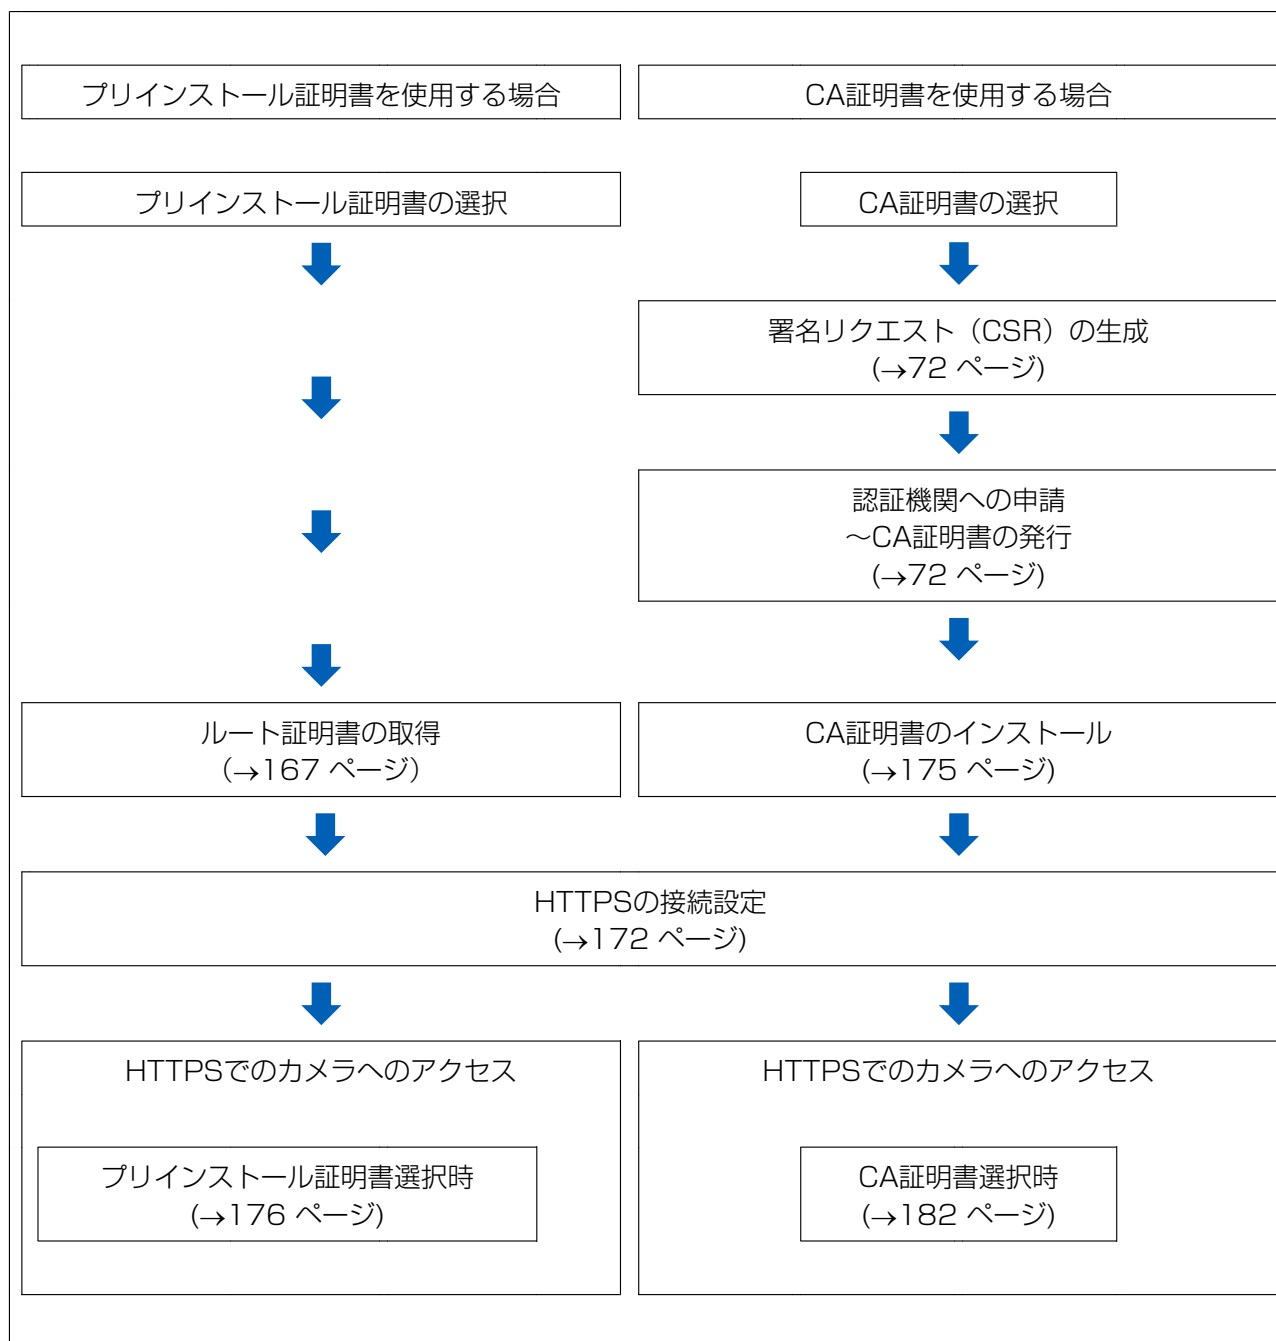 プリインストール証明書を使用する場合
CA証明書を使用する場合
プリインストール証明書の選択
CA証明書の選択
署名リクエスト（CSR）の生成
(→72 ページ)
認証機関への申請
～CA証明書の発行
(→72 ページ)
ルート証明書の取得
（→167 ページ）
CA証明書のインストール
(→175 ページ)
HTTPSの接続設定
(→172 ページ)
HTTPSでのカメラへのアクセス
プリインストール証明書選択時
(→176 ページ)
HTTPSでのカメラへのアクセス
CA証明書選択時
(→182 ページ)